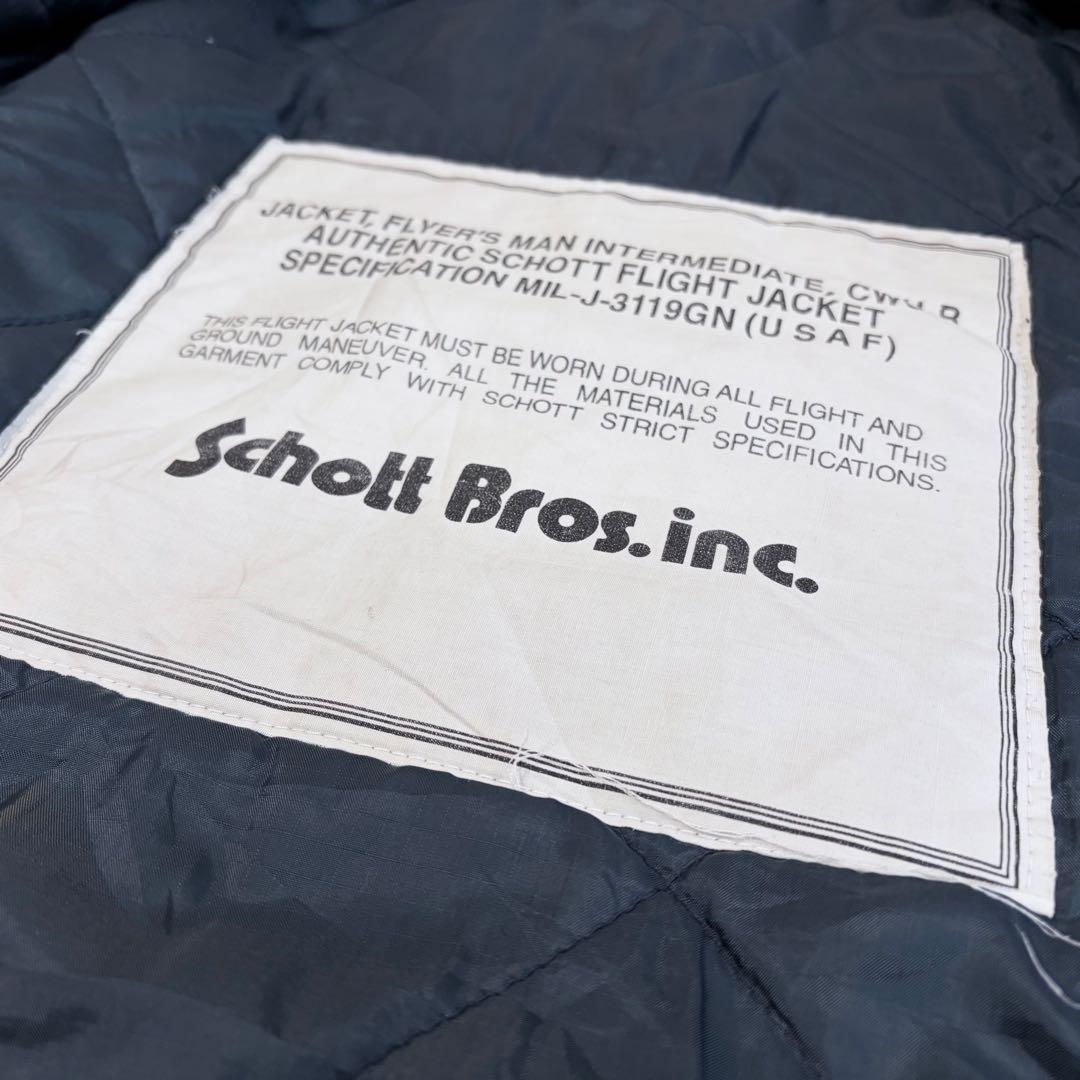 JACKET, FLYER'S MAN INTERMEDIATE,
AUTHENTIC SCHOTT FLIGHT JACKET
SPECIFICATION MIL-J-3119GN (U S A F)
THIS FLIGHT JACKET MUST BE WORN DURING ALL FLIGHT AND
GROUND MANEUVER. ALL THE MATERIALS USED IN THIS
GARMENT COMPLY WITH SCHOTT STRICT SPECIFICATIONS.
Schott Bros.inc.